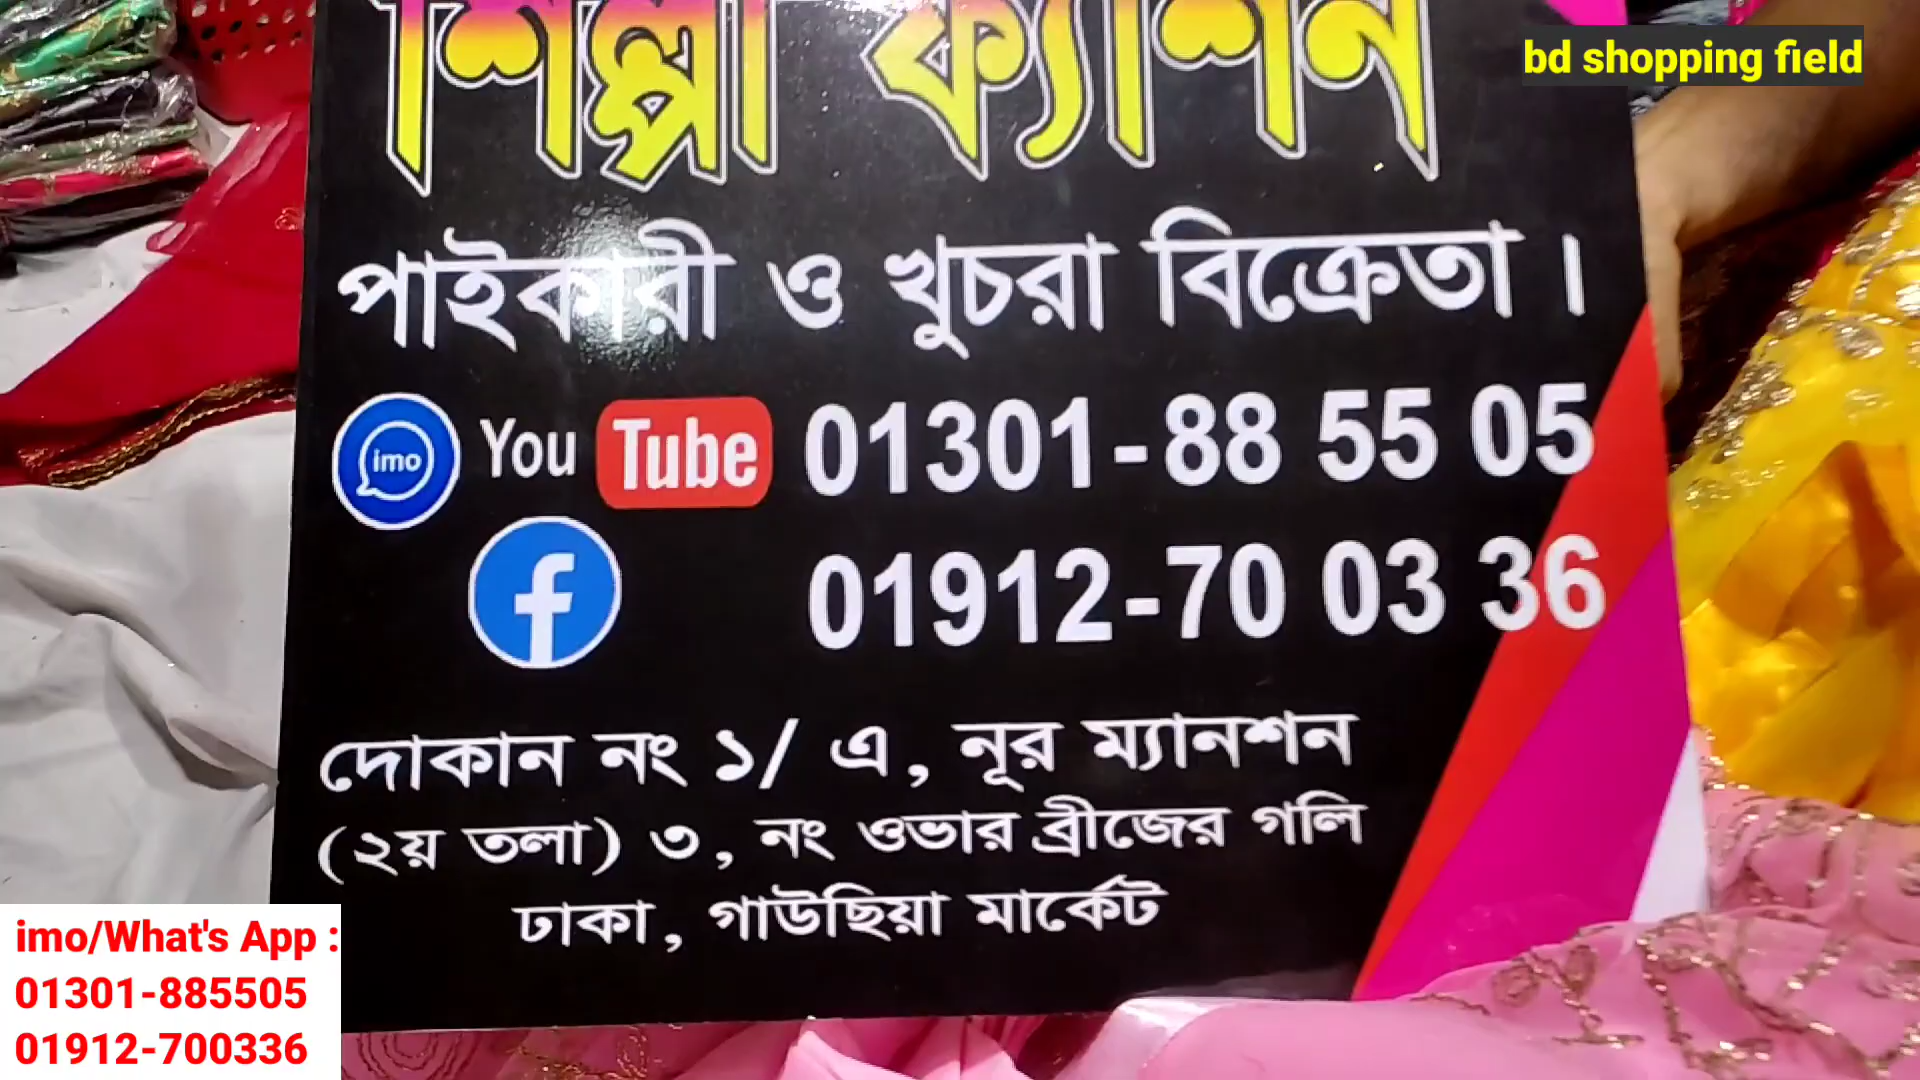 শিল্পী ফ্যাশন
bd shopping field
পাইকারী ও খুচরা বিক্রেতা।
imo You Tube 01301-88 55 05
f 01912-70 03 36
দোকান নং ১/ এ, নূর ম্যানশন
(২য় তলা) ৩, নং ওভার ব্রীজের গলি
ঢাকা, গাউছিয়া মার্কেট
imo/What's App :
01301-885505
01912-700336